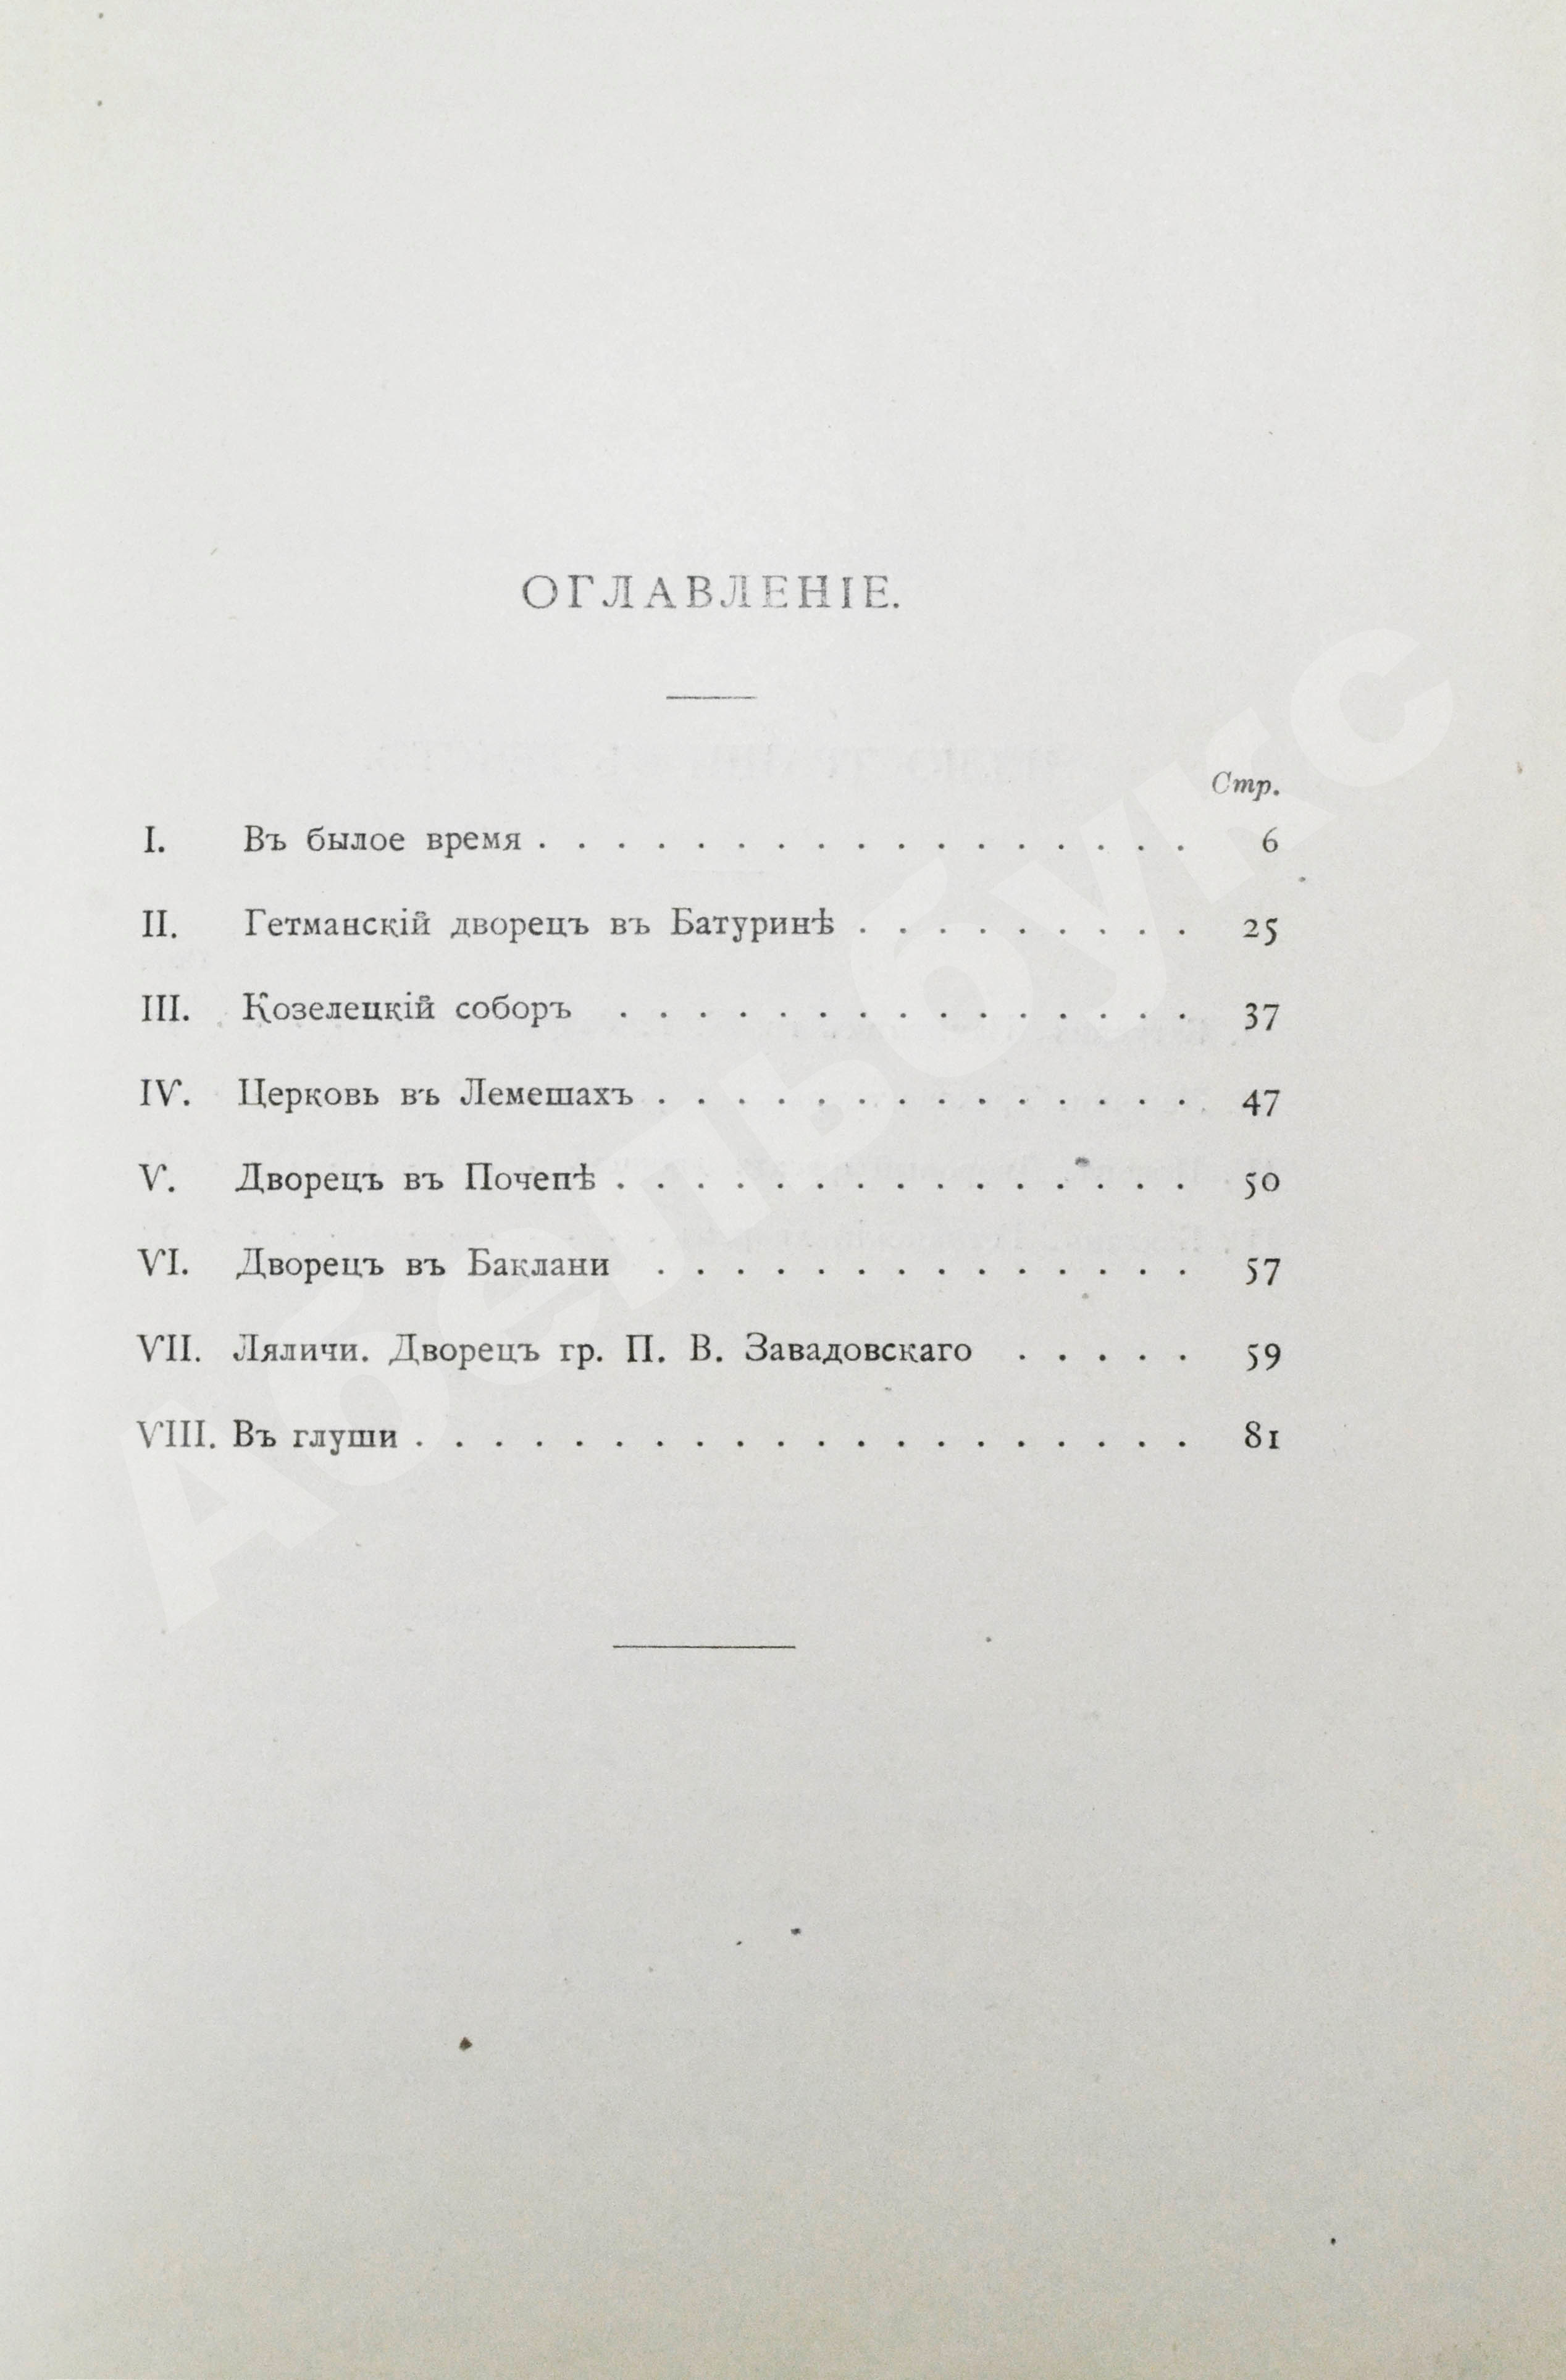 ОГЛАВЛЕНІЕ.
Стр.
I. Въ былое время . . . . . . . . . . . . . . . . . 6
II. Гетманскій дворецъ въ Батуринѣ . . . . . . . . . 25
III. Козелецкій соборъ . . . . . . . . . . . . . . . 37
IV. Церковь въ Лемешахъ . . . . . . . . . . . . . . 47
V. Дворецъ въ Почепѣ . . . . . . . . . . . . . . . 50
VI. Дворецъ въ Баклани . . . . . . . . . . . . . . 57
VII. Ляличи. Дворецъ гр. П. В. Завадовскаго . . . . . 59
VIII. Въ глуши . . . . . . . . . . . . . . . . . . . . 81
Абельбукс